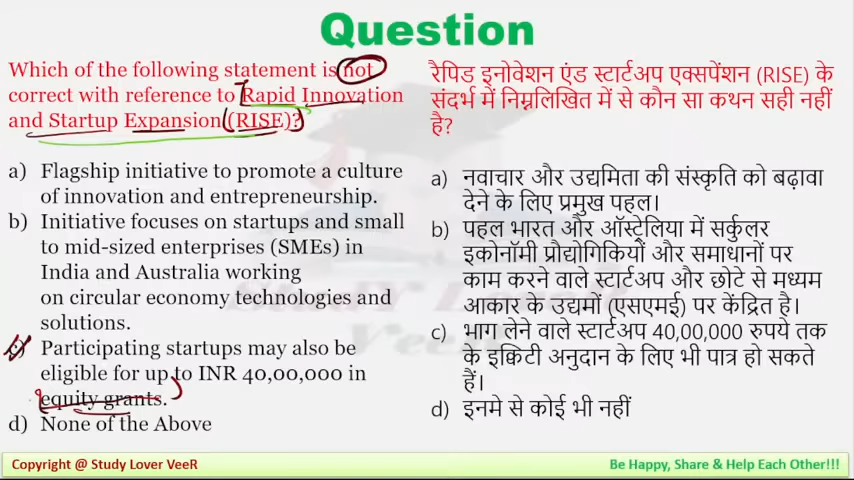 Question
Which of the following statement is not
correct with reference to Rapid Innovation
and Startup Expansion (RISE)?
a) Flagship initiative to promote a culture
of innovation and entrepreneurship.
b) Initiative focuses on startups and small
to mid-sized enterprises (SMEs) in
India and Australia working
on circular economy technologies and
solutions.
c) Participating startups may also be
eligible for up to INR 40,00,000 in
equity grants.
d) None of the Above
रैपिड इनोवेशन एंड स्टार्टअप एक्सपेंशन (RISE) के
संदर्भ में निम्नलिखित में से कौन सा कथन सही नहीं
है?
a) नवाचार और उद्यमिता की संस्कृति को बढ़ावा
देने के लिए प्रमुख पहल।
b) पहल भारत और ऑस्ट्रेलिया में सर्कुलर
इकोनॉमी प्रौद्योगिकियों और समाधानों पर
काम करने वाले स्टार्टअप और छोटे से मध्यम
आकार के उद्यमों (एसएमई) पर केंद्रित है।
c) भाग लेने वाले स्टार्टअप 40,00,000 रुपये तक
के इक्विटी अनुदान के लिए भी पात्र हो सकते
हैं।
d) इनमे से कोई भी नहीं
StudY LoveR
VeeR
Copyright @ Study Lover VeeR
Be Happy, Share & Help Each Other!!!